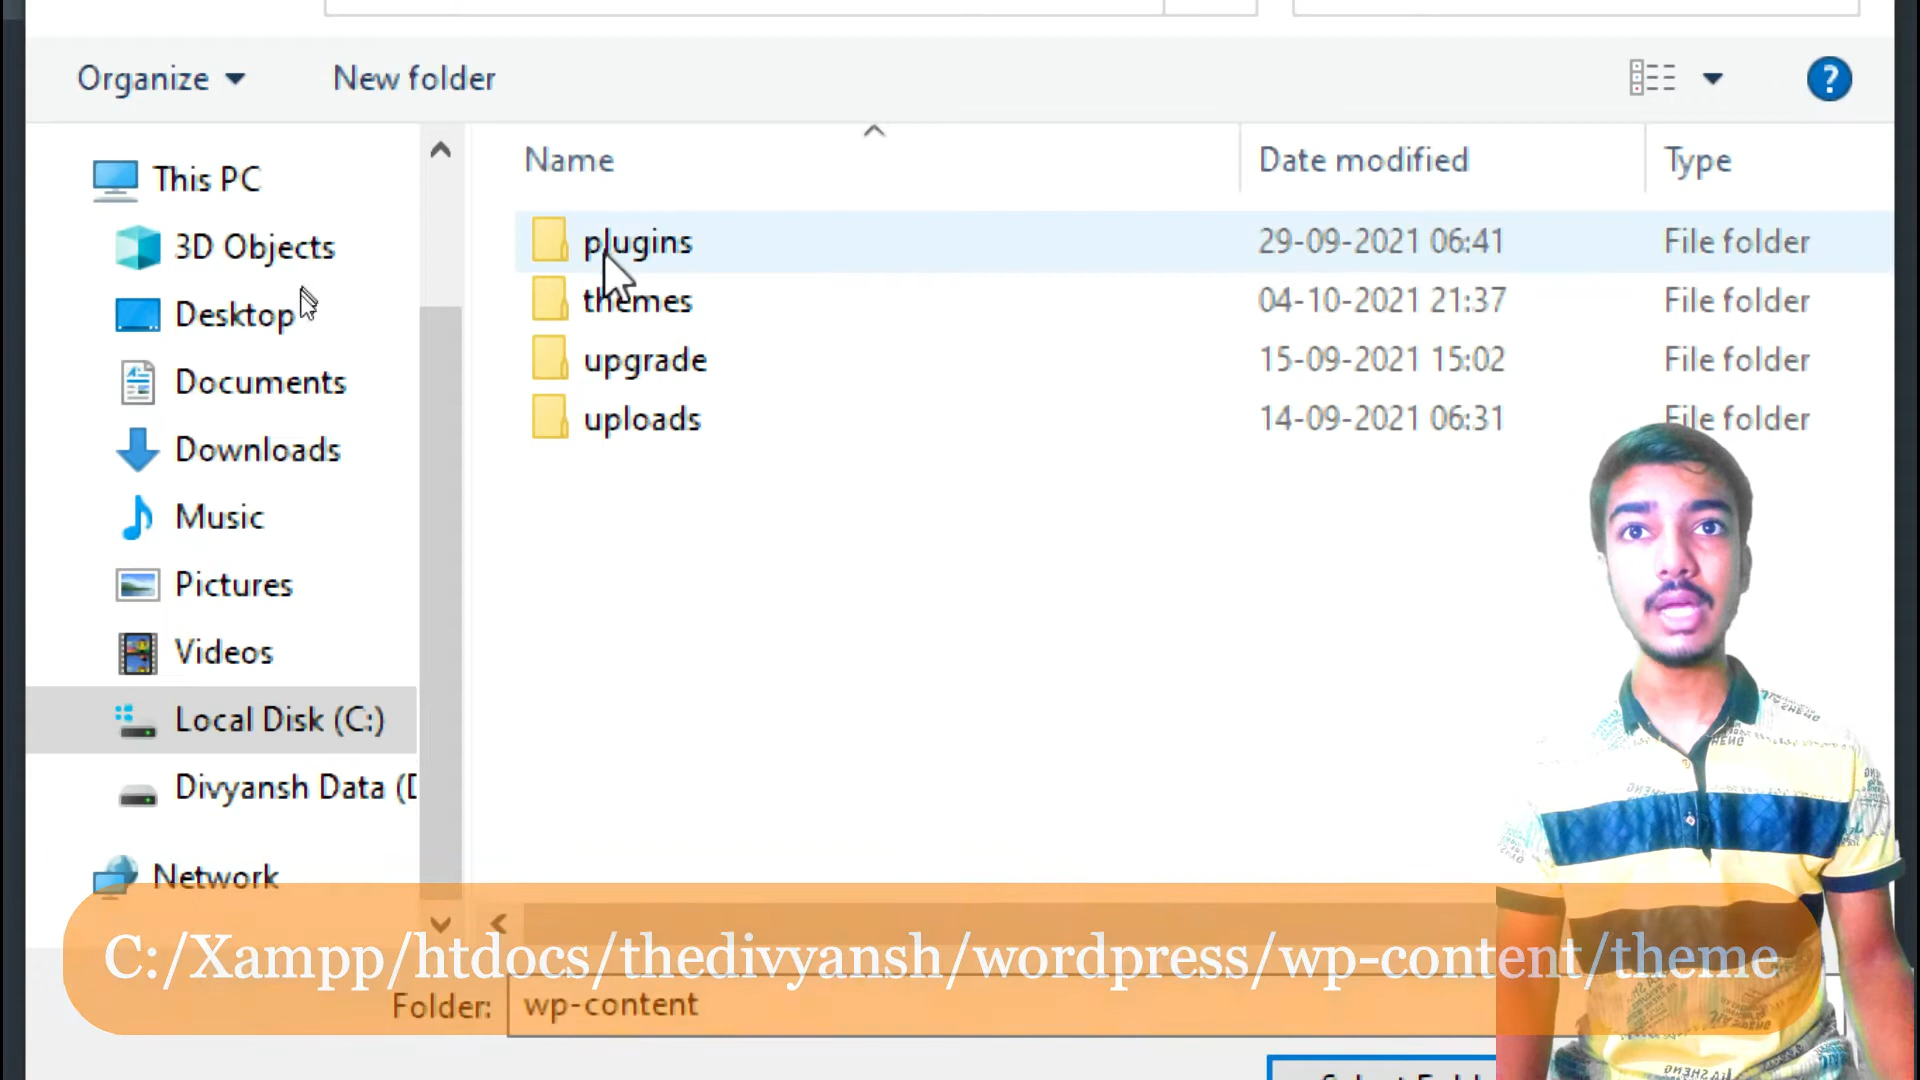 Organize
New folder
?
Name
Date modified
Type
This PC
3D Objects
Desktop
Documents
Downloads
Music
Pictures
Videos
Local Disk (C:)
Divyansh Data (D
Network
plugins 29-09-2021 06:41 File folder
themes 04-10-2021 21:37 File folder
upgrade 15-09-2021 15:02 File folder
uploads 14-09-2021 06:31 File folder
C:/Xampp/htdocs/thedivyansh/wordpress/wp-content/theme
Folder: wp-content